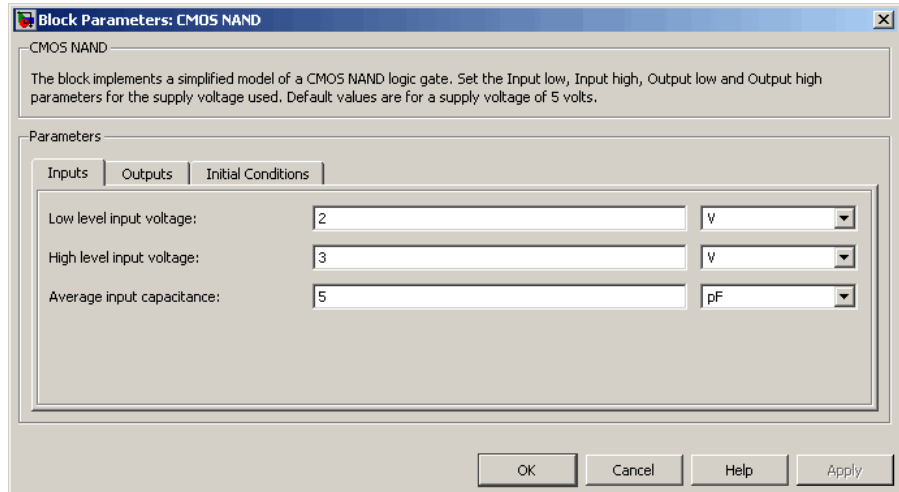 Block Parameters: CMOS NAND
CMOS NAND
The block implements a simplified model of a CMOS NAND logic gate. Set the Input low, Input high, Output low and Output high
parameters for the supply voltage used. Default values are for a supply voltage of 5 volts.
Parameters
Inputs Outputs Initial Conditions
Low level input voltage: 2 V
High level input voltage: 3 V
Average input capacitance: 5 pF
OK Cancel Help Apply